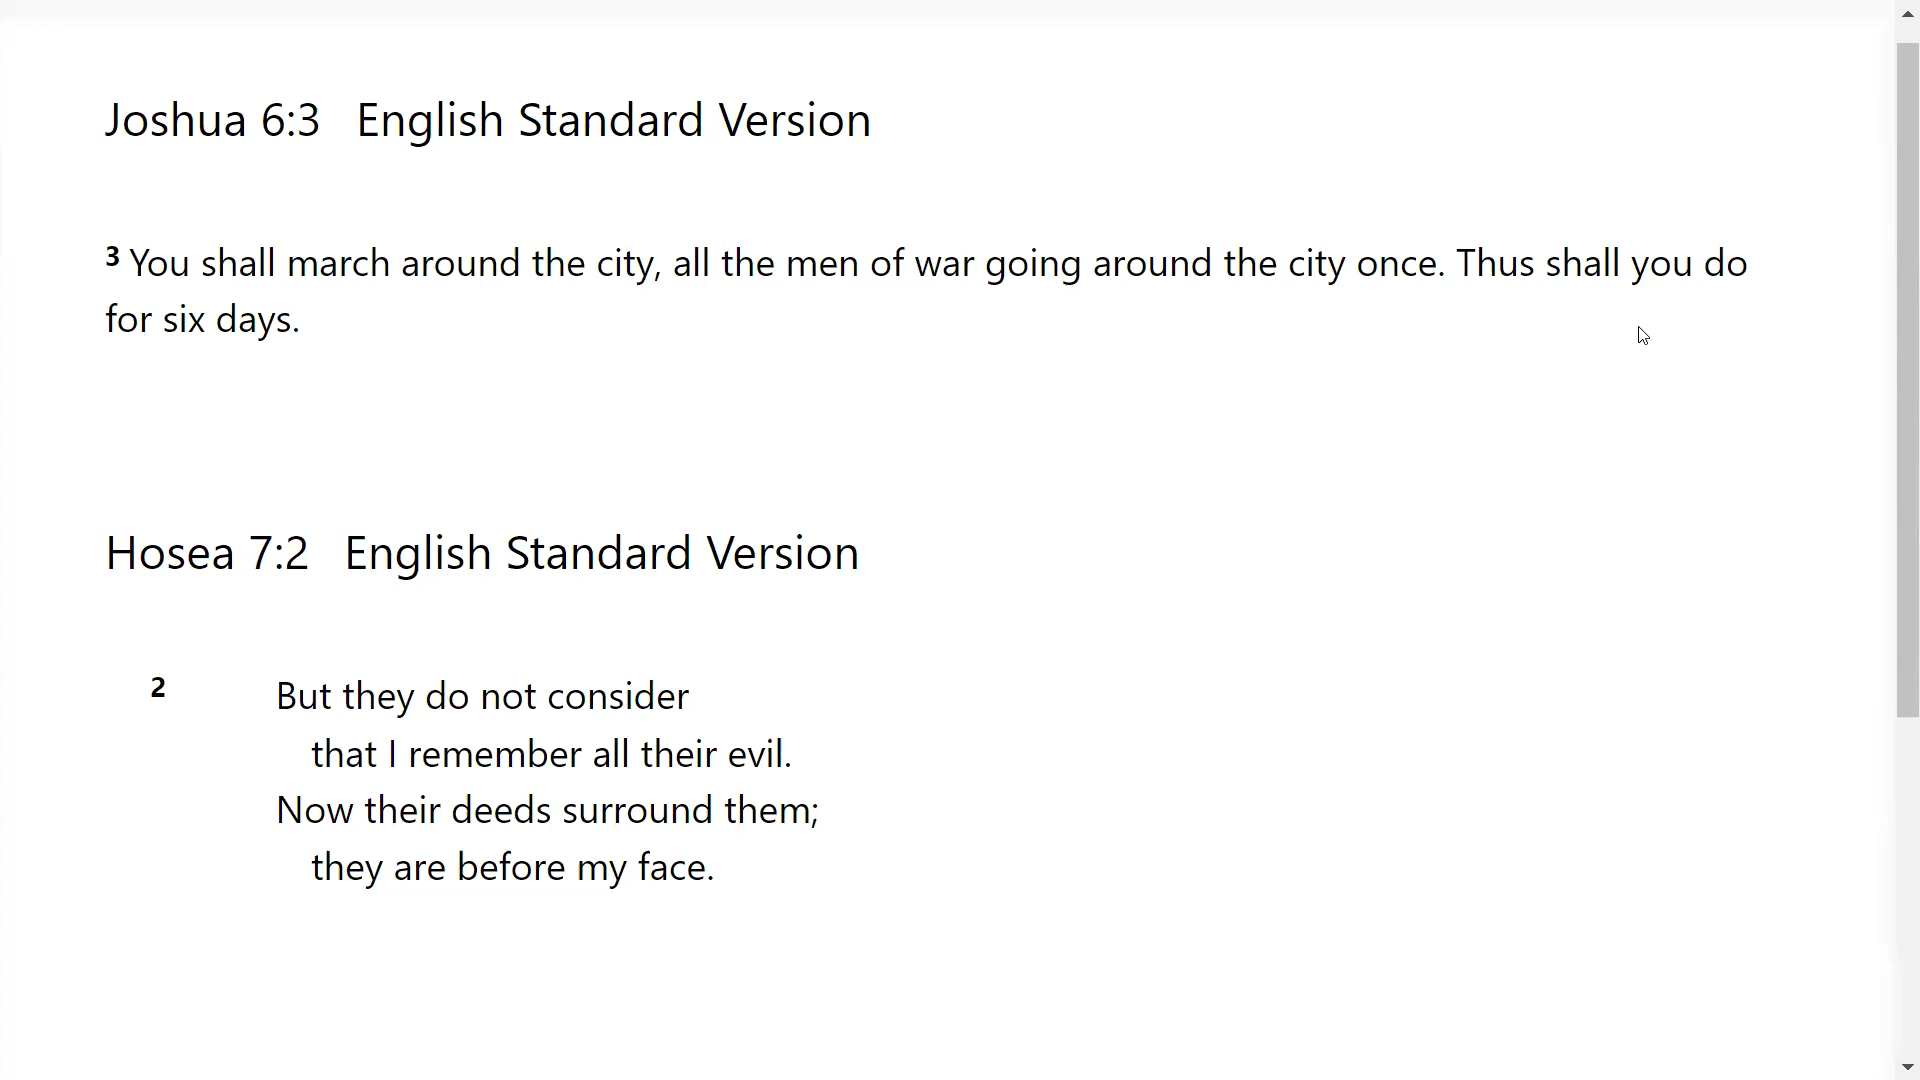 Joshua 6:3 English Standard Version
3 You shall march around the city, all the men of war going around the city once. Thus shall you do
for six days.
Hosea 7:2 English Standard Version
2 But they do not consider
that I remember all their evil.
Now their deeds surround them;
they are before my face.